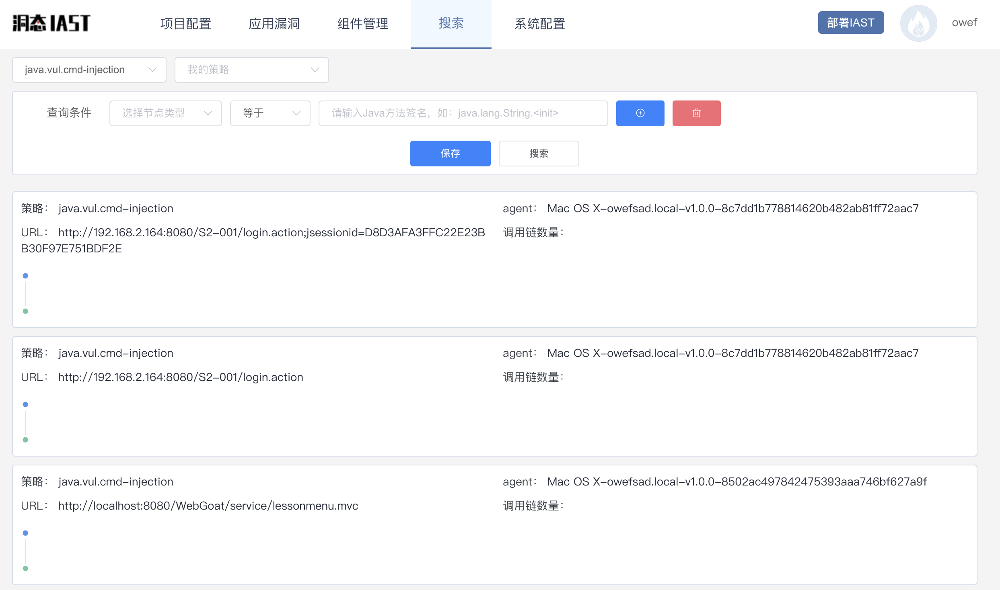 洞态 IAST
项目配置
应用漏洞
组件管理
搜索
系统配置
部署IAST
owef
java.vul.cmd-injection
我的策略
查询条件
选择节点类型
等于
请输入Java方法签名，如：java.lang.String.<init>
保存
搜索
策略： java.vul.cmd-injection
agent： Mac OS X-owefsad.local-v1.0.0-8c7dd1b778814620b482ab81ff72aac7
URL： http://192.168.2.164:8080/S2-001/login.action;jsessionid=D8D3AFA3FFC22E23B
B30F97E751BDF2E
调用链数量：
策略： java.vul.cmd-injection
agent： Mac OS X-owefsad.local-v1.0.0-8c7dd1b778814620b482ab81ff72aac7
URL： http://192.168.2.164:8080/S2-001/login.action
调用链数量：
策略： java.vul.cmd-injection
agent： Mac OS X-owefsad.local-v1.0.0-8502ac497842475393aaa746bf627a9f
URL： http://localhost:8080/WebGoat/service/lessonmenu.mvc
调用链数量：